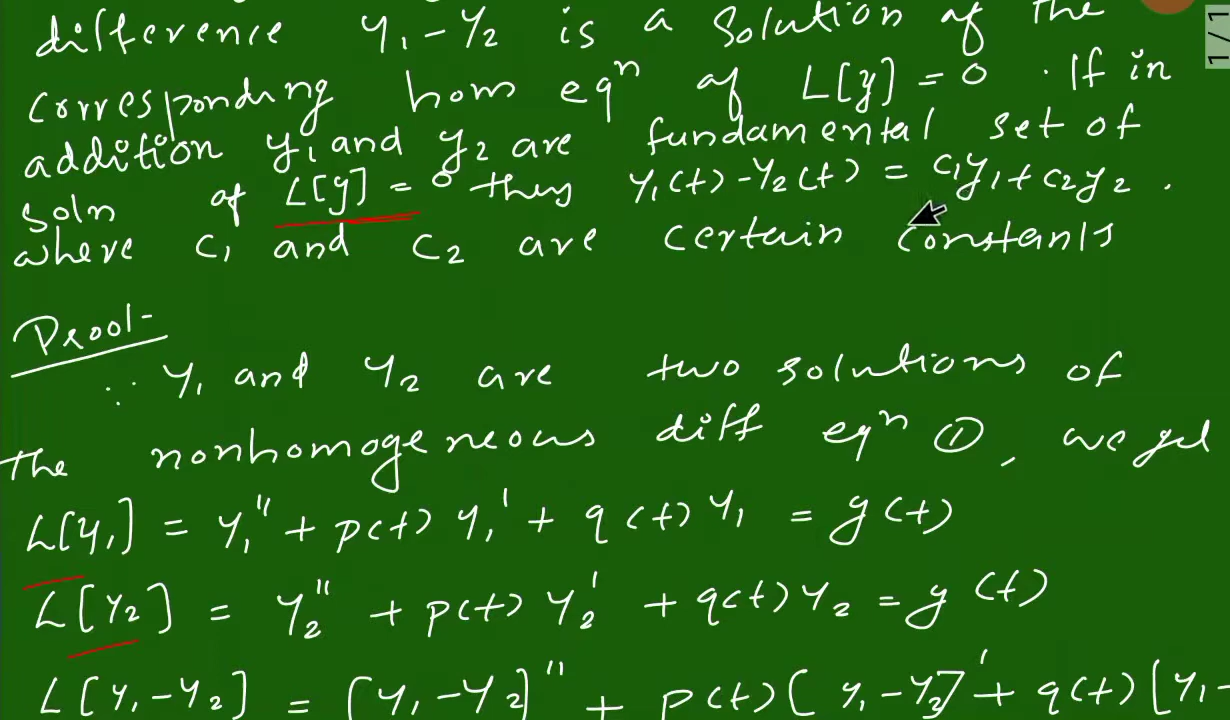 difference Y₁ - Y₂ is a solution of the
corresponding hom eqⁿ of L[y] = 0 . If in
addition y₁ and y₂ are fundamental set of
soln of L[y] = 0 then Y₁(t) - Y₂(t) = c₁y₁ + c₂y₂ .
where c₁ and c₂ are certain constants
Proof -
∵ Y₁ and Y₂ are two solutions of
the nonhomogeneous diff eqⁿ ①, we get
L[Y₁] = Y₁'' + p(t) Y₁' + q(t) Y₁ = g(t)
L[Y₂] = Y₂'' + p(t) Y₂' + q(t) Y₂ = g(t)
L[Y₁ - Y₂] = [Y₁ - Y₂]'' + p(t)[Y₁ - Y₂]' + q(t)[Y₁ -
1/1